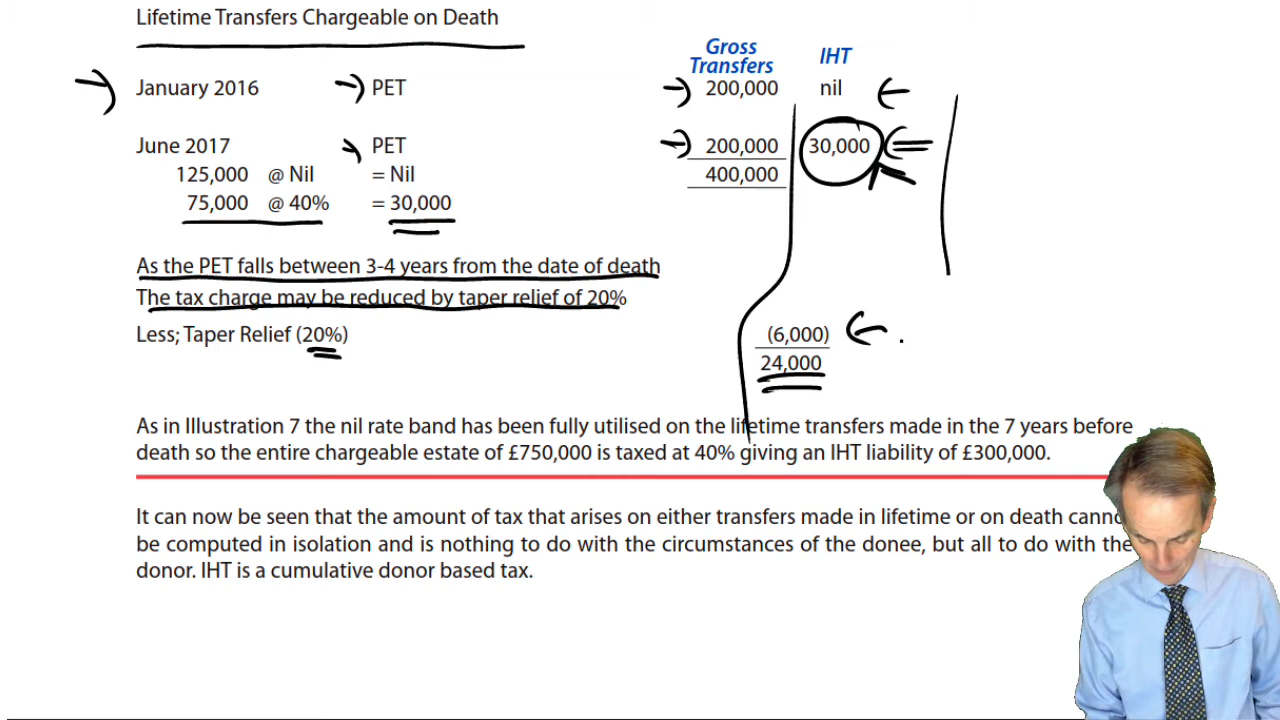 Lifetime Transfers Chargeable on Death
Gross Transfers IHT
January 2016 PET 200,000 nil
June 2017 PET 200,000 30,000
125,000 @ Nil = Nil 400,000
75,000 @ 40% = 30,000
As the PET falls between 3-4 years from the date of death
The tax charge may be reduced by taper relief of 20%
Less; Taper Relief (20%) (6,000)
24,000
As in Illustration 7 the nil rate band has been fully utilised on the lifetime transfers made in the 7 years before
death so the entire chargeable estate of £750,000 is taxed at 40% giving an IHT liability of £300,000.
It can now be seen that the amount of tax that arises on either transfers made in lifetime or on death canno
be computed in isolation and is nothing to do with the circumstances of the donee, but all to do with the
donor. IHT is a cumulative donor based tax.